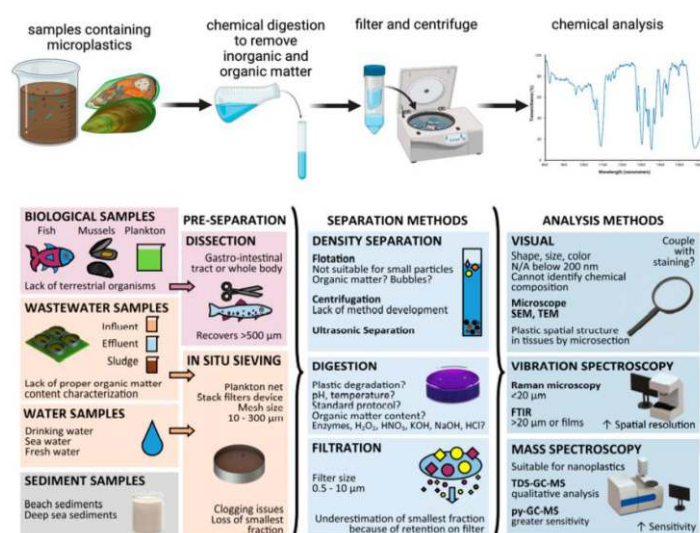 samples containing
microplastics
chemical digestion
to remove
inorganic and
organic matter
filter and centrifuge
chemical analysis
Wavelength (nanometers)
BIOLOGICAL SAMPLES
Fish Mussels Plankton
Lack of terrestrial organisms
WASTEWATER SAMPLES
Influent
Effluent
Sludge
Lack of proper organic matter
content characterization
WATER SAMPLES
Drinking water
Sea water
Fresh water
SEDIMENT SAMPLES
Beach sediments
Deep sea sediments
PRE-SEPARATION
DISSECTION
Gastro-intestinal
tract or whole body
Recovers >500 µm
IN SITU SIEVING
Plankton net
Stack filters device
Mesh size
10 - 300 µm
Clogging issues
Loss of smallest
fraction
SEPARATION METHODS
DENSITY SEPARATION
Flotation
Not suitable for small particles
Organic matter? Bubbles?
Centrifugation
Lack of method development
Ultrasonic Separation
DIGESTION
Plastic degradation?
pH, temperature?
Standard protocol?
Organic matter content?
Enzymes, H₂O₂, HNO₃, KOH, NaOH, HCl?
FILTRATION
Filter size
0.5 - 10 µm
Underestimation of smallest fraction
because of retention on filter
ANALYSIS METHODS
VISUAL
Shape, size, color
N/A below 200 nm
Cannot identify chemical
composition
Couple
with
staining?
Microscope
SEM, TEM
Plastic spatial structure
in tissues by microsection
VIBRATION SPECTROSCOPY
Raman microscopy
<20 µm
FTIR
>20 µm or films
↑ Spatial resolution
MASS SPECTROSCOPY
Suitable for nanoplastics
TDS-GC-MS
qualitative analysis
py-GC-MS
greater sensitivity
↑ Sensitivity